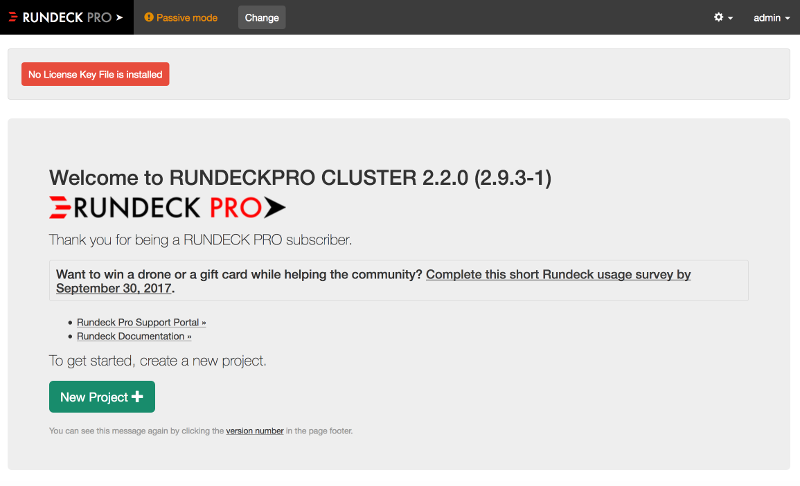 RUNDECK PRO
Passive mode
Change
admin
No License Key File is installed
Welcome to RUNDECKPRO CLUSTER 2.2.0 (2.9.3-1)
RUNDECK PRO
Thank you for being a RUNDECK PRO subscriber.
Want to win a drone or a gift card while helping the community? Complete this short Rundeck usage survey by
September 30, 2017.
• Rundeck Pro Support Portal »
• Rundeck Documentation »
To get started, create a new project.
New Project +
You can see this message again by clicking the version number in the page footer.